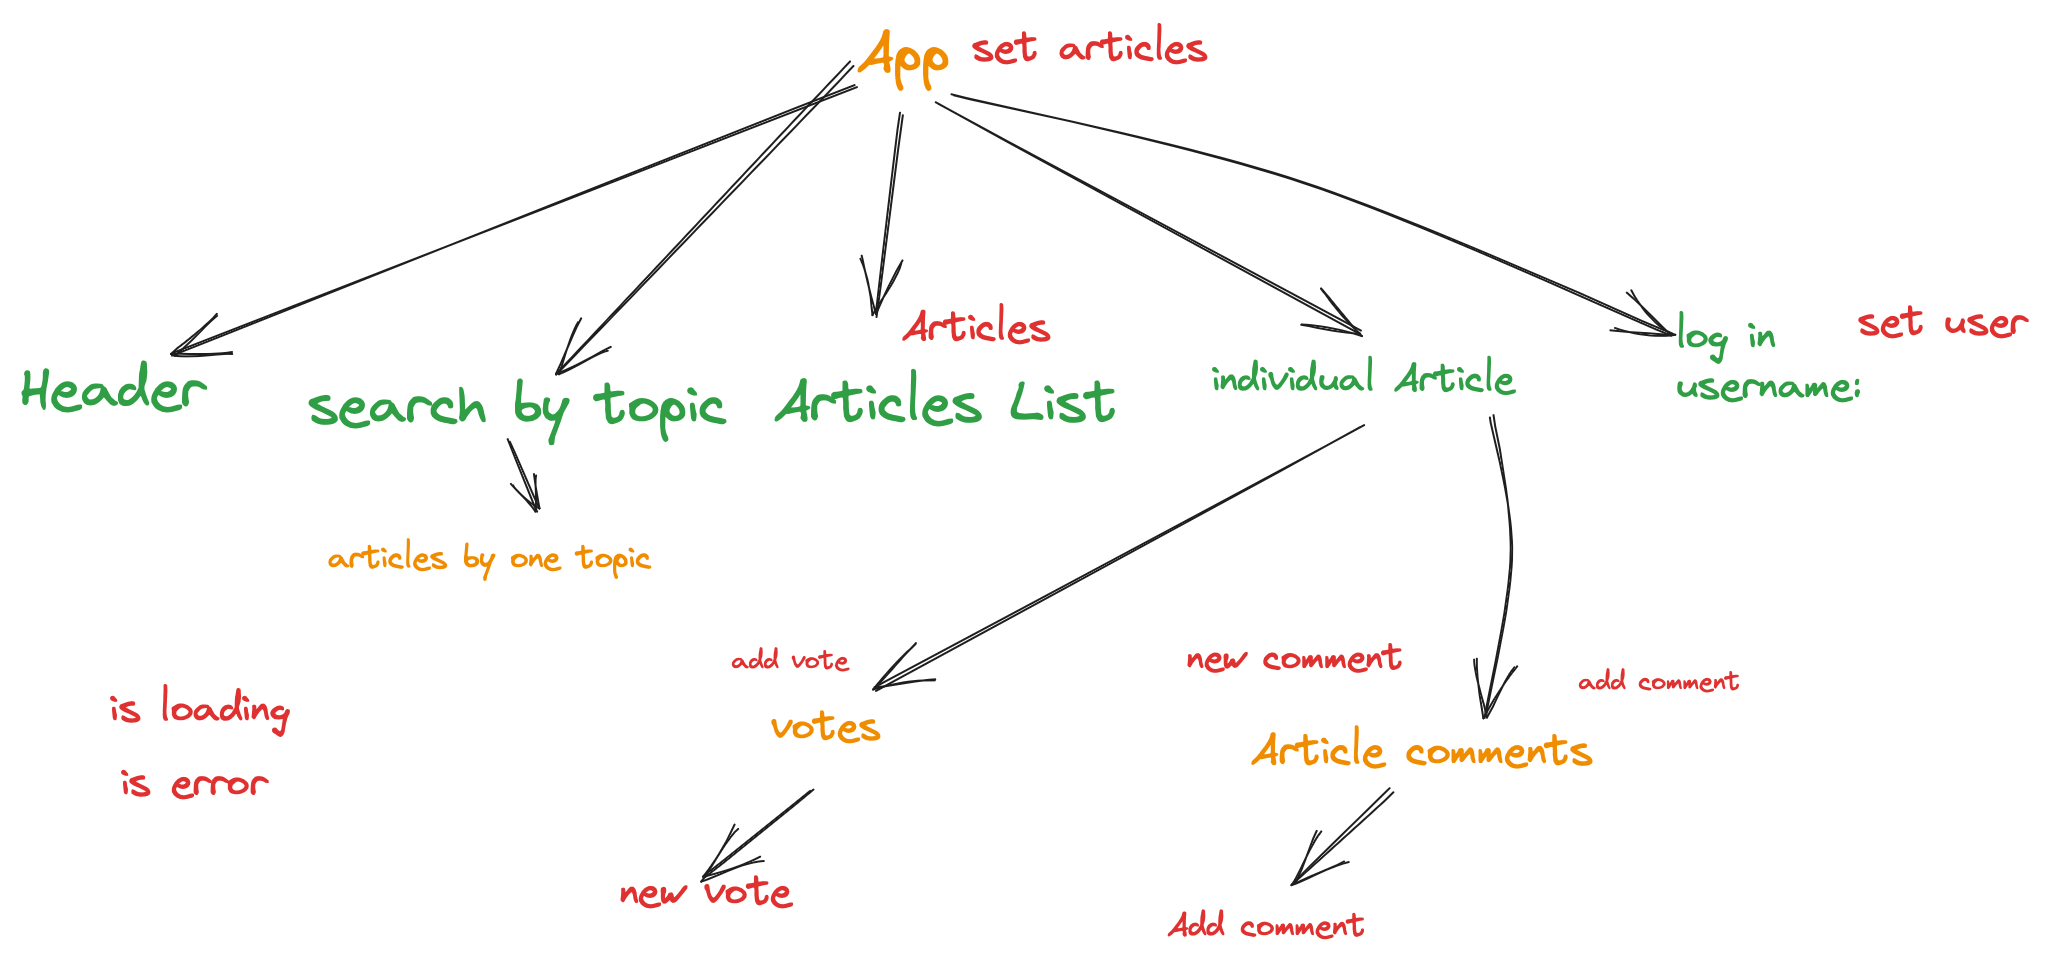 App
set articles
Articles
log in
username:
set user
Header
search by topic
Articles List
individual Article
articles by one topic
add vote
new comment
add comment
is loading
votes
Article comments
is error
new vote
Add comment